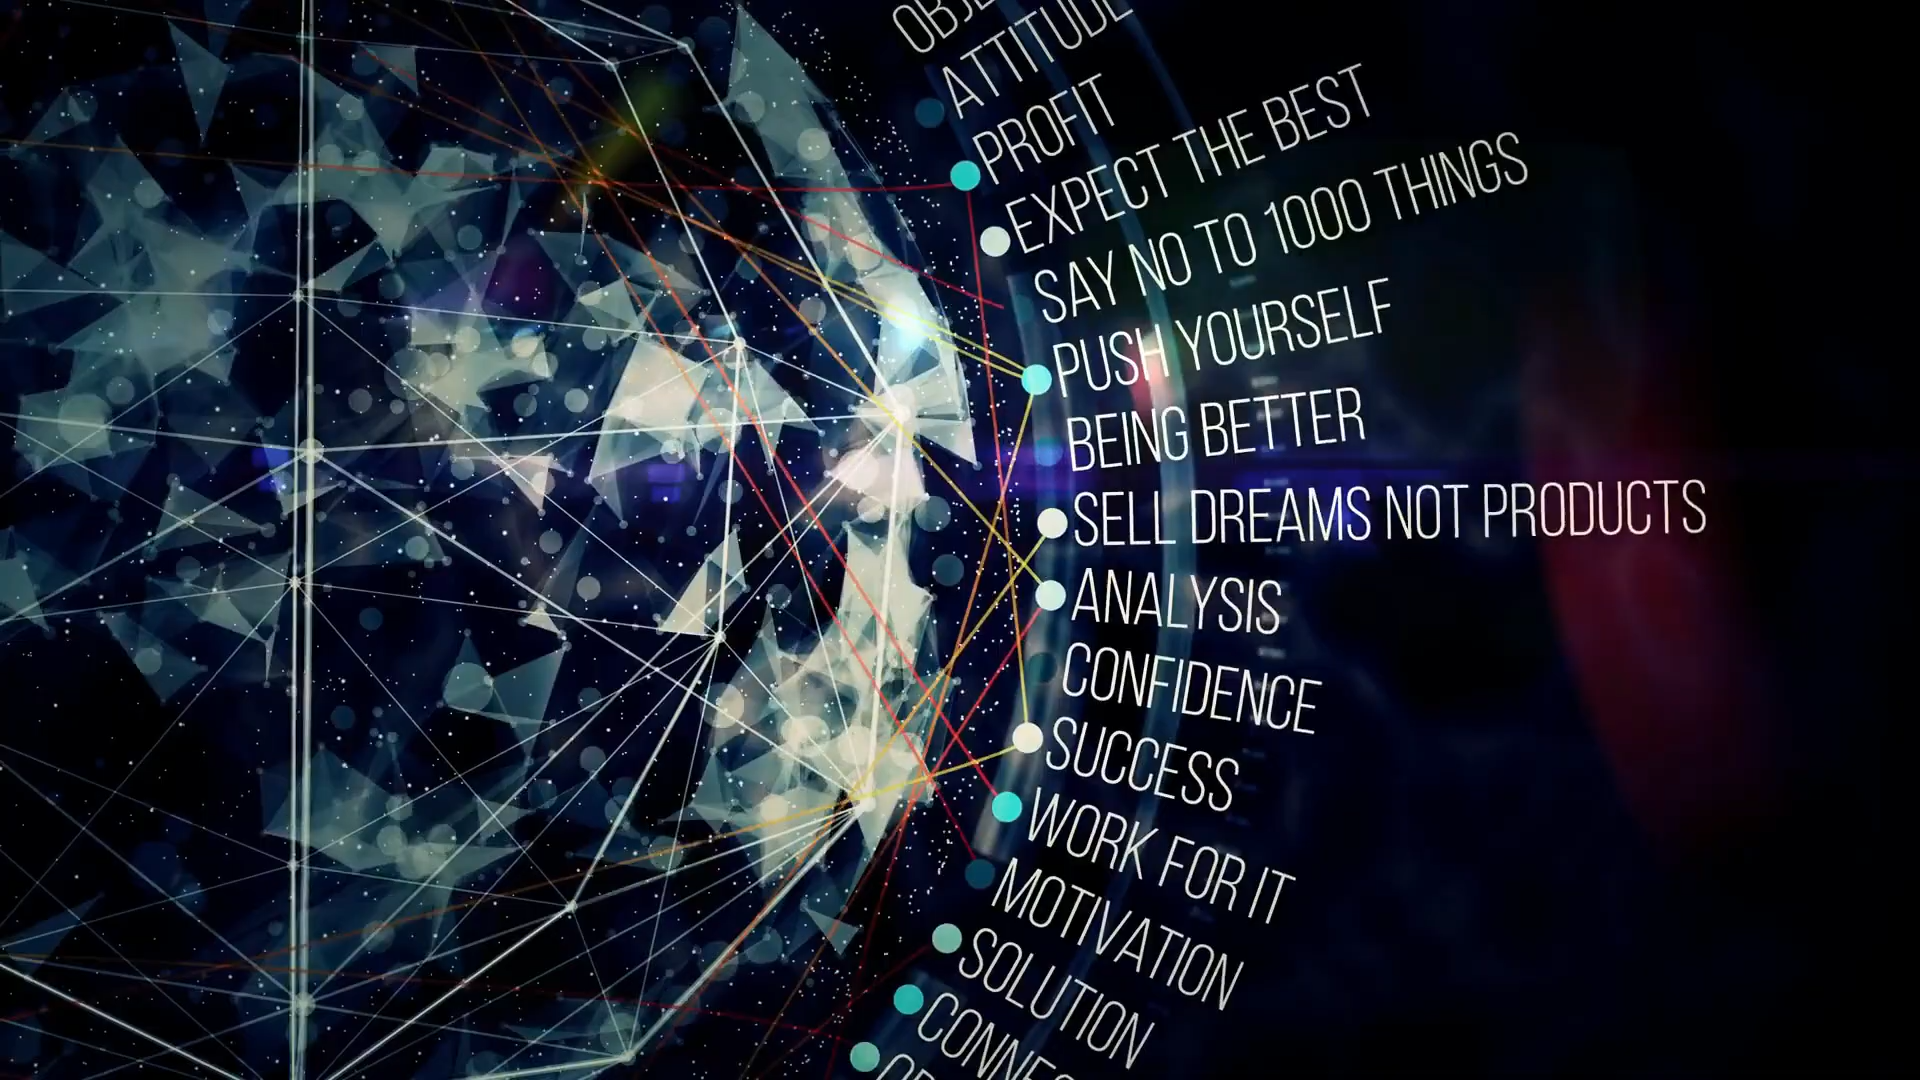 ATTITUDE
PROFIT
EXPECT THE BEST
SAY NO TO 1000 THINGS
PUSH YOURSELF
BEING BETTER
SELL DREAMS NOT PRODUCTS
ANALYSIS
CONFIDENCE
SUCCESS
WORK FOR IT
MOTIVATION
SOLUTION